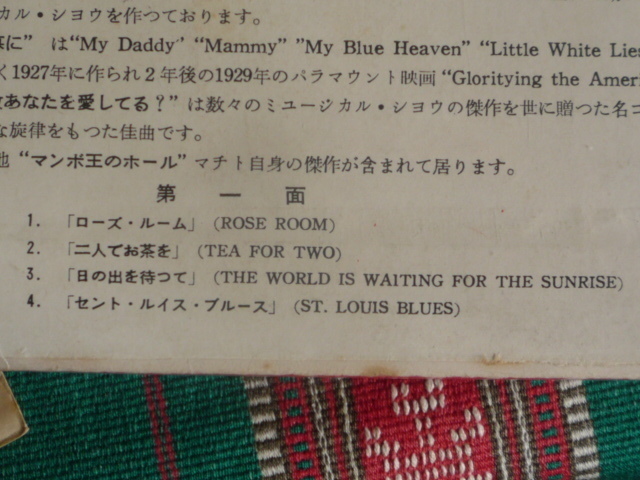 カル・シヨウを作つております。
に” は“My Daddy’ “Mammy” ”My Blue Heaven” “Little White Lies
く1927年に作られ2年後の1929年のパラマウント映画“Gloritying the Ameri
あなたを愛してる？”は数々のミユージカル・シヨウの傑作を世に贈つた名コ
な旋律をもつた佳曲です。
他 “マンボ王のホール” マチト自身の傑作が含まれて居ります。
第 一 面
1. 「ローズ・ルーム」 (ROSE ROOM)
2. 「二人でお茶を」 (TEA FOR TWO)
3. 「日の出を待つて」 (THE WORLD IS WAITING FOR THE SUNRISE)
4. 「セント・ルイス・ブルース」 (ST. LOUIS BLUES)